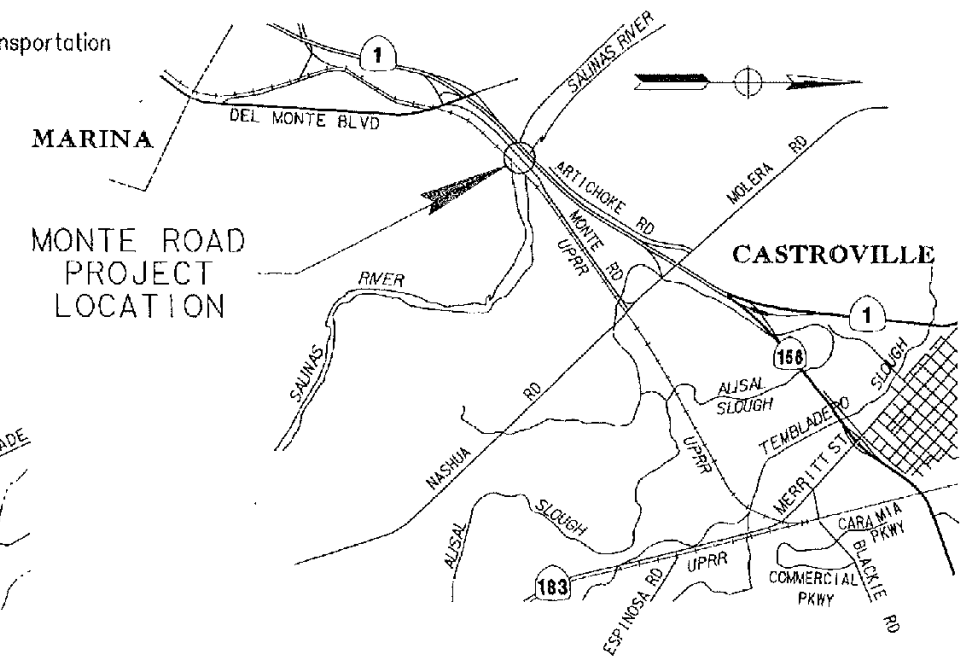 nsportation
1
SALINAS RIVER
DEL MONTE BLVD
MARINA
MOLERA RD
ARTICHOKE RD
MONTE RD
UPRR
MONTE ROAD
PROJECT
LOCATION
CASTROVILLE
RIVER
SALINAS
1
156
SLOUGH
ALISAL
SLOUGH
TEMBLADERO
NASHUA RD
UPRR
MERRITT ST
ADE
ALISAL
SLOUGH
CARA MIA
PKWY
BLACKIE RD
UPRR
COMMERCIAL
PKWY
183
ESPINOSA RD